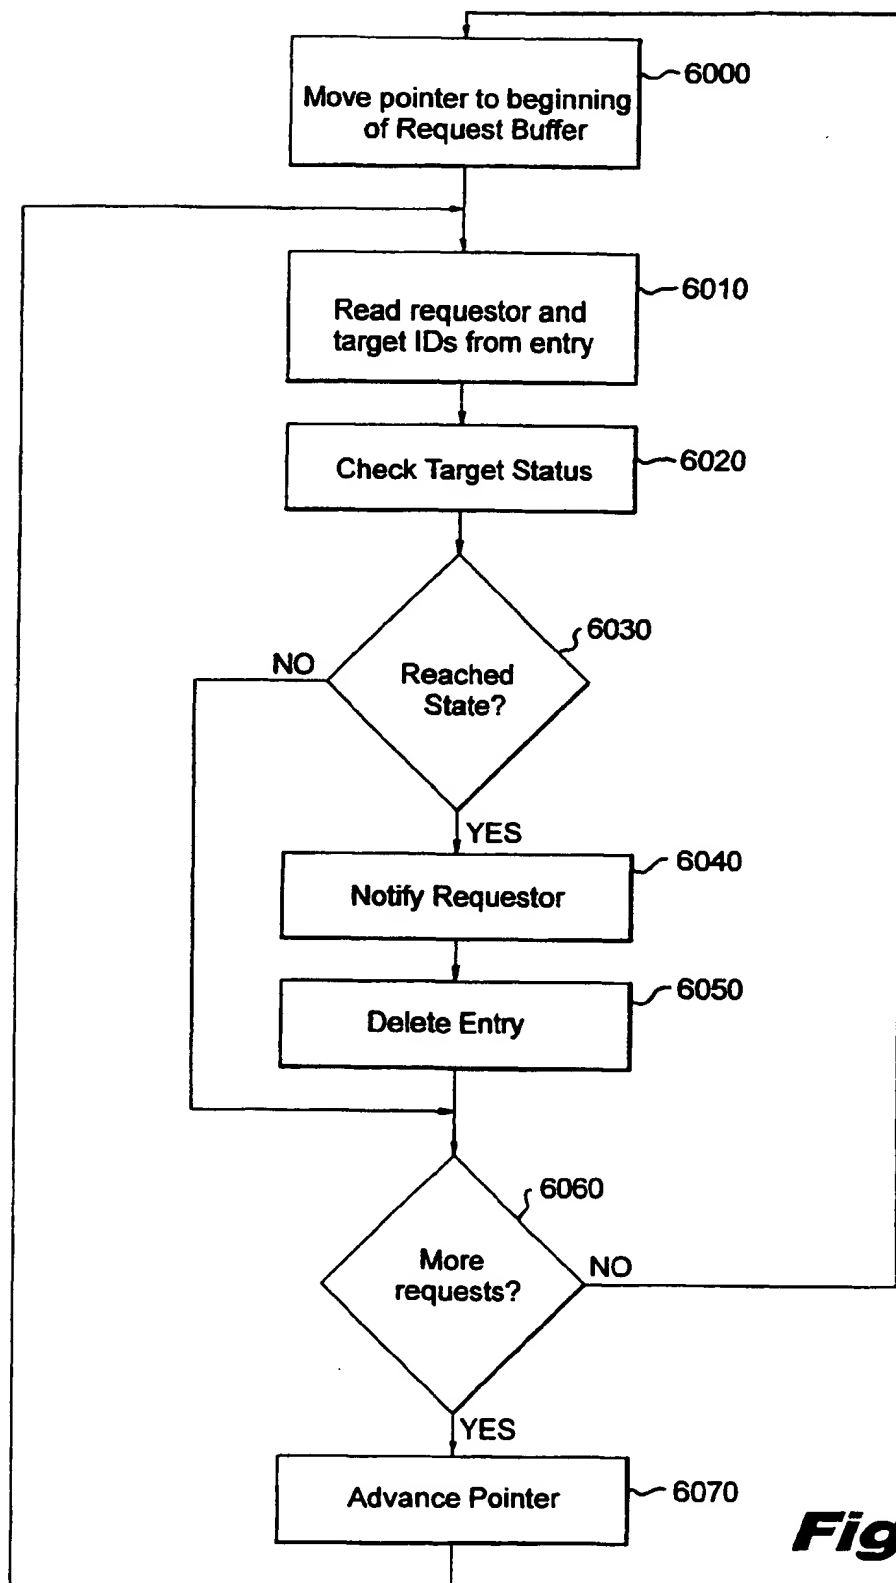 Move pointer to beginning
of Request Buffer
6000
Read requestor and
target IDs from entry
6010
Check Target Status
6020
Reached
State?
6030
NO
YES
Notify Requestor
6040
Delete Entry
6050
More
requests?
6060
NO
YES
Advance Pointer
6070
Fig